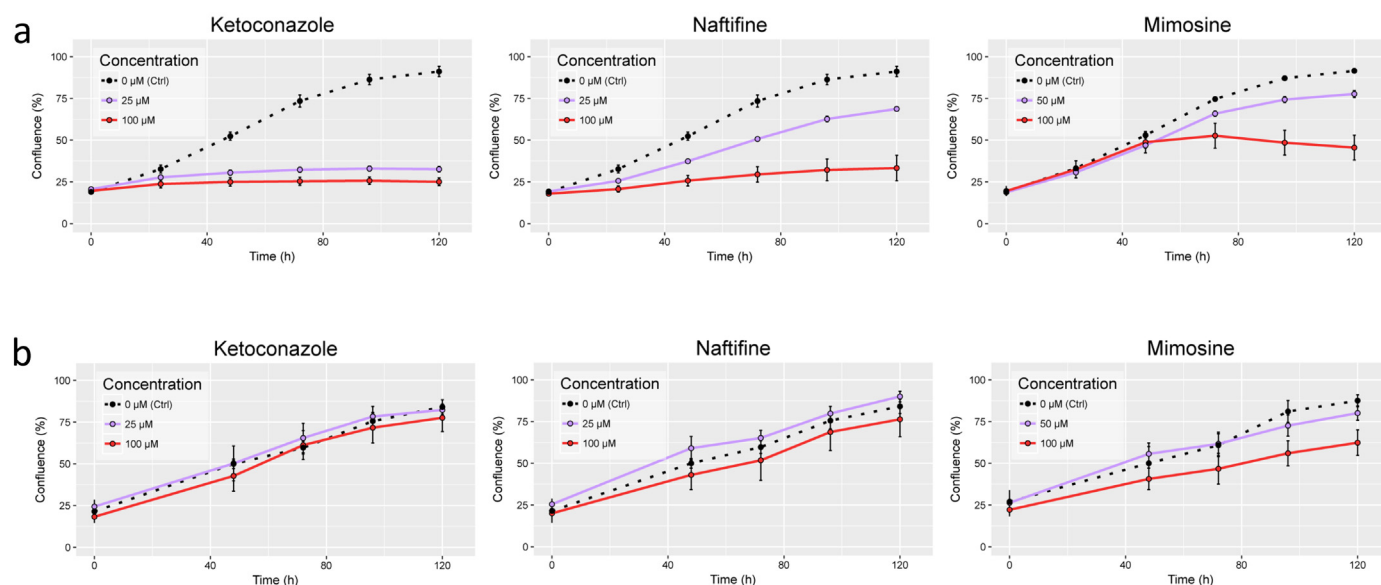 a
Ketoconazole
Concentration
0 µM (Ctrl)
25 µM
100 µM
Confluence (%)
100
75
50
25
0
0 40 80 120
Time (h)
Naftifine
Concentration
0 µM (Ctrl)
25 µM
100 µM
Confluence (%)
100
75
50
25
0
0 40 80 120
Time (h)
Mimosine
Concentration
0 µM (Ctrl)
50 µM
100 µM
Confluence (%)
100
75
50
25
0
0 40 80 120
Time (h)
b
Ketoconazole
Concentration
0 µM (Ctrl)
25 µM
100 µM
Confluence (%)
100
75
50
25
0
0 40 80 120
Time (h)
Naftifine
Concentration
0 µM (Ctrl)
25 µM
100 µM
Confluence (%)
100
75
50
25
0
0 40 80 120
Time (h)
Mimosine
Concentration
0 µM (Ctrl)
50 µM
100 µM
Confluence (%)
100
75
50
25
0
0 40 80 120
Time (h)